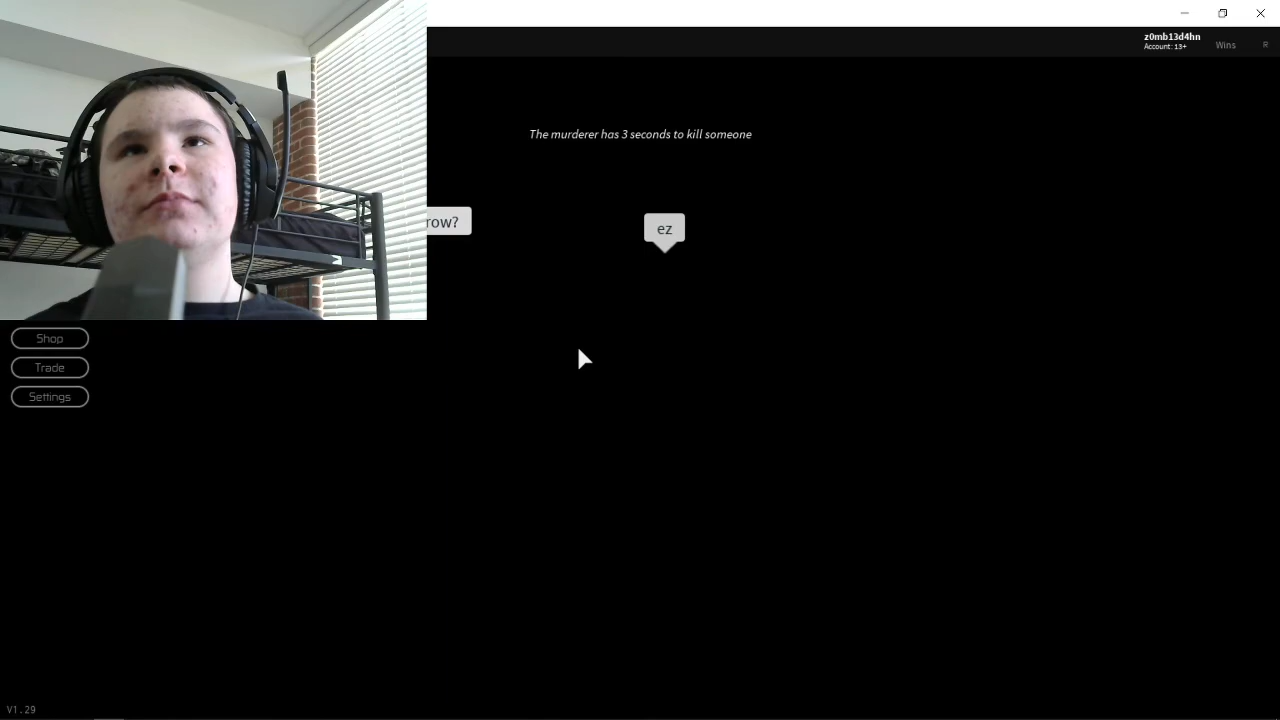 z0mb13d4hn
Account: 13+
Wins
R
The murderer has 3 seconds to kill someone
row?
ez
Shop
Trade
Settings
V1.29